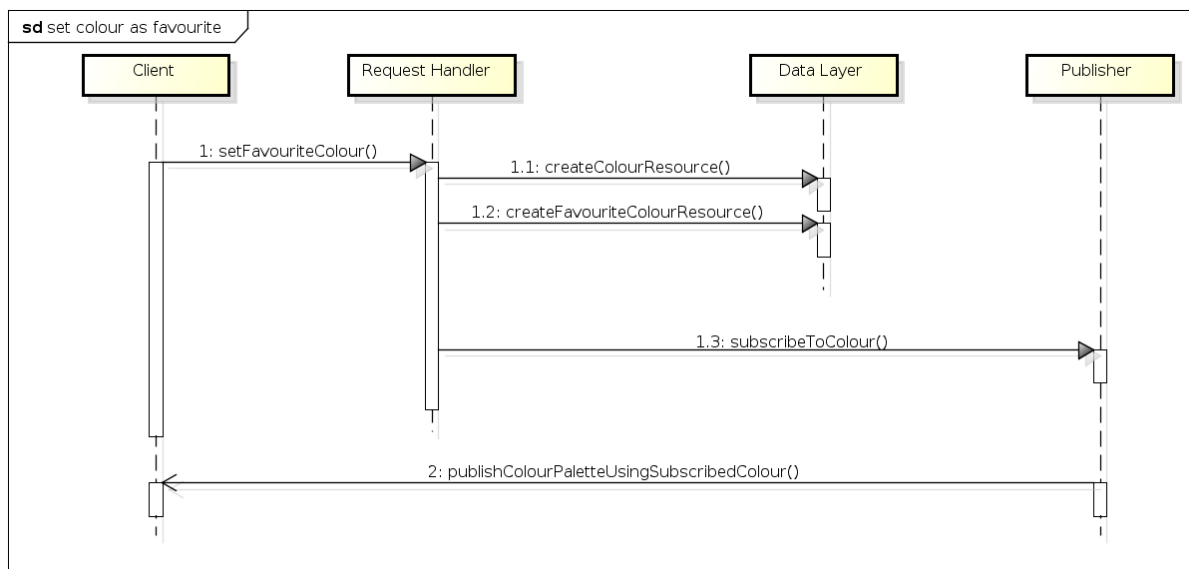 sd set colour as favourite
Client
Request Handler
Data Layer
Publisher
1: setFavouriteColour()
1.1: createColourResource()
1.2: createFavouriteColourResource()
1.3: subscribeToColour()
2: publishColourPaletteUsingSubscribedColour()